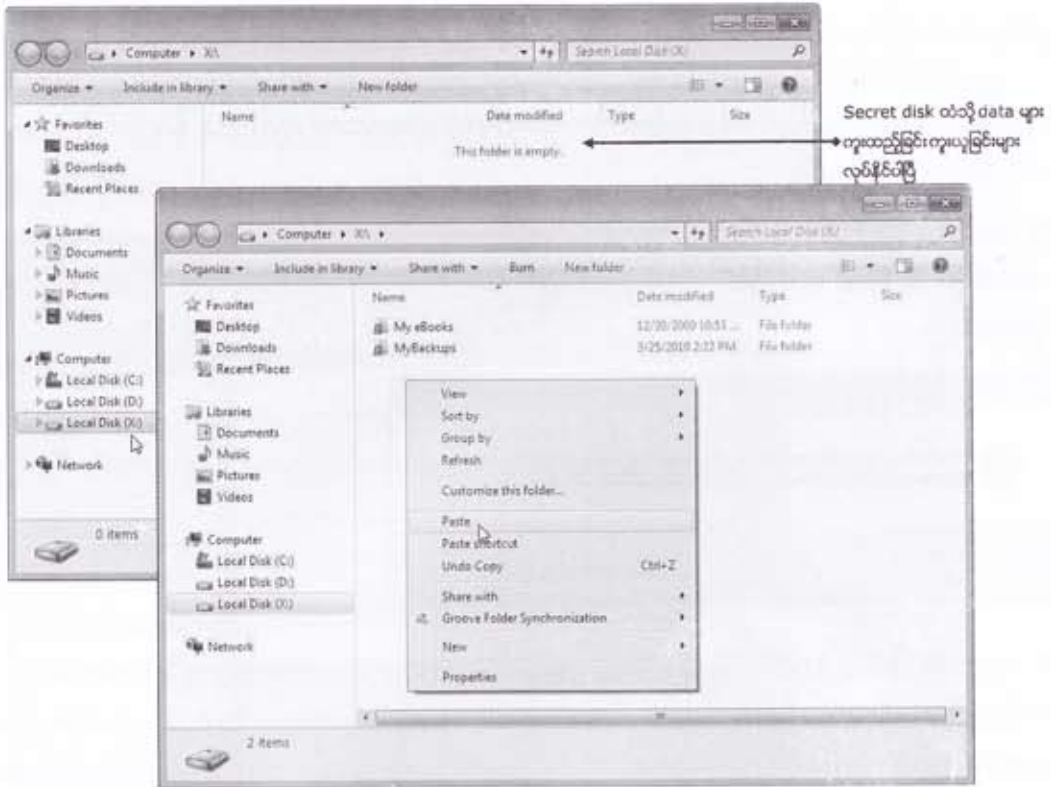 Computer ▸ X:\
Search Local Disk (X:)
Organize
Include in library
Share with
New folder
Name
Date modified
Type
Size
This folder is empty.
Favorites
Desktop
Downloads
Recent Places
Libraries
Documents
Music
Pictures
Videos
Computer
Local Disk (C:)
Local Disk (D:)
Local Disk (X:)
Network
0 items
Secret disk ထဲသို့ data များ
ကူးထည့်ခြင်း ကူးယူခြင်းများ
လုပ်နိုင်ပါပြီ
Computer ▸ X:\ ▸
Search Local Disk (X:)
Organize
Include in library
Share with
Burn
New folder
Name
Date modified
Type
Size
My eBooks
12/20/2009 10:51 ...
File folder
MyBackups
3/25/2010 2:22 PM
File folder
Favorites
Desktop
Downloads
Recent Places
Libraries
Documents
Music
Pictures
Videos
Computer
Local Disk (C:)
Local Disk (D:)
Local Disk (X:)
Network
View
Sort by
Group by
Refresh
Customize this folder...
Paste
Paste shortcut
Undo Copy Ctrl+Z
Share with
Groove Folder Synchronization
New
Properties
2 items